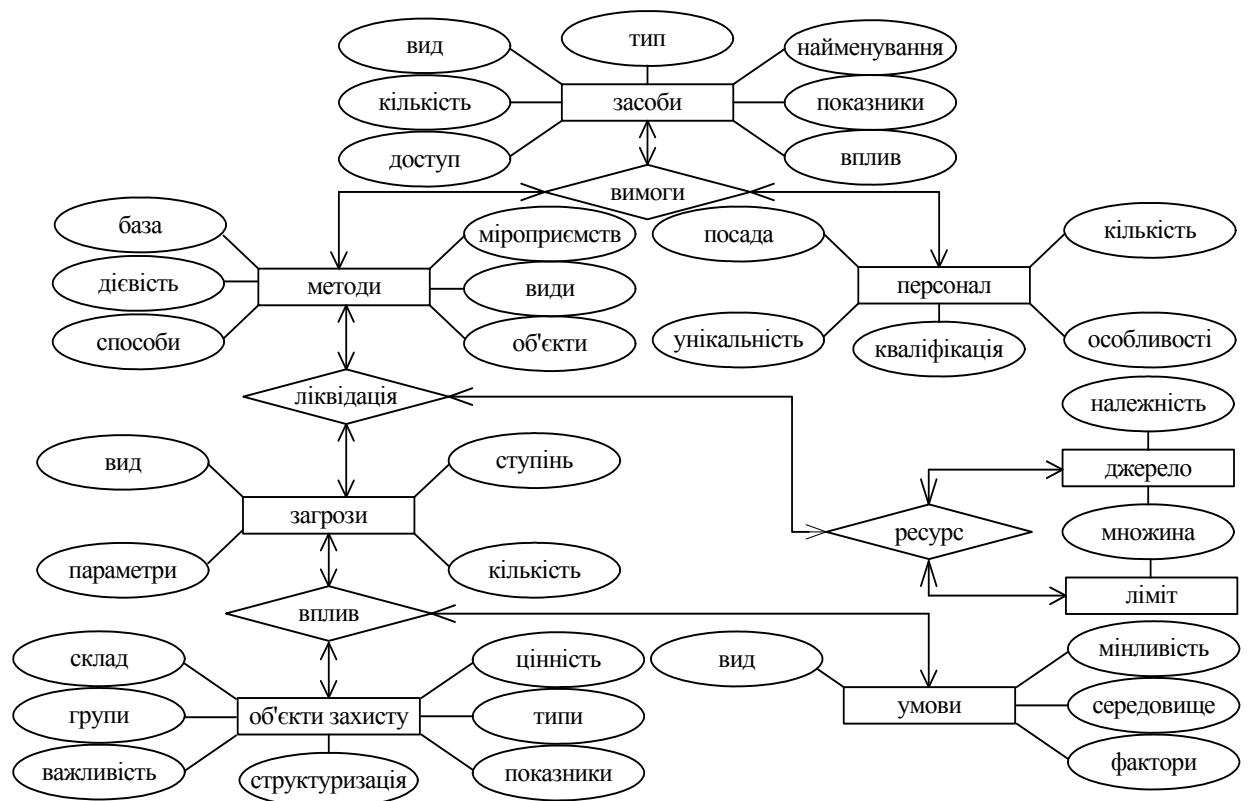 тип
вид
найменування
кількість
засоби
показники
доступ
вплив
вимоги
база
міроприємств
посада
кількість
дієвість
методи
види
персонал
способи
об'єкти
унікальність
кваліфікація
особливості
ліквідація
належність
вид
ступінь
джерело
загрози
ресурс
множина
параметри
кількість
ліміт
вплив
склад
цінність
вид
мінливість
групи
об'єкти захисту
типи
умови
середовище
важливість
структуризація
показники
фактори